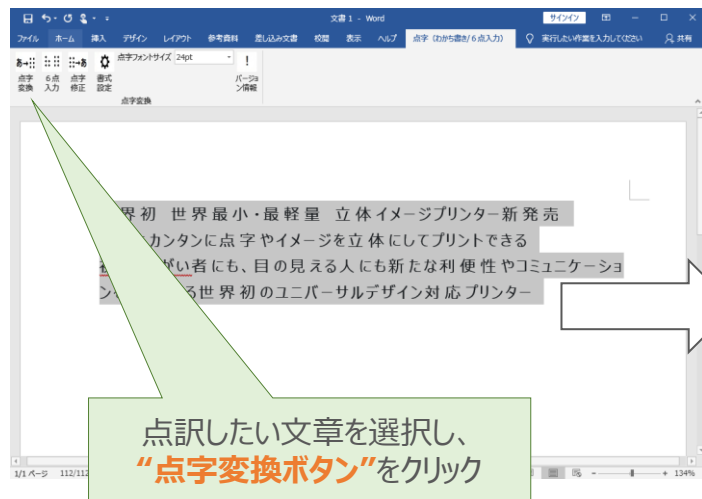 文書 1 - Word
サインイン
ファイル ホーム 挿入 デザイン レイアウト 参考資料 差し込み文書 校閲 表示 ヘルプ 点字（わかち書き/６点入力） 実行したい作業を入力してください 共有
点字変換 6点入力 点字修正 書式設定 点字フォントサイズ 24pt バージョン情報
点字変換
界初 世界最小・最軽量 立体イメージプリンター新発売
カンタンに点字やイメージを立体にしてプリントできる
がい者にも、目の見える人にも新たな利便性やコミュニケーショ
ン
る世界初のユニバーサルデザイン対応プリンター
点訳したい文章を選択し、
“点字変換ボタン”をクリック
1/1 ページ 112/112
134%